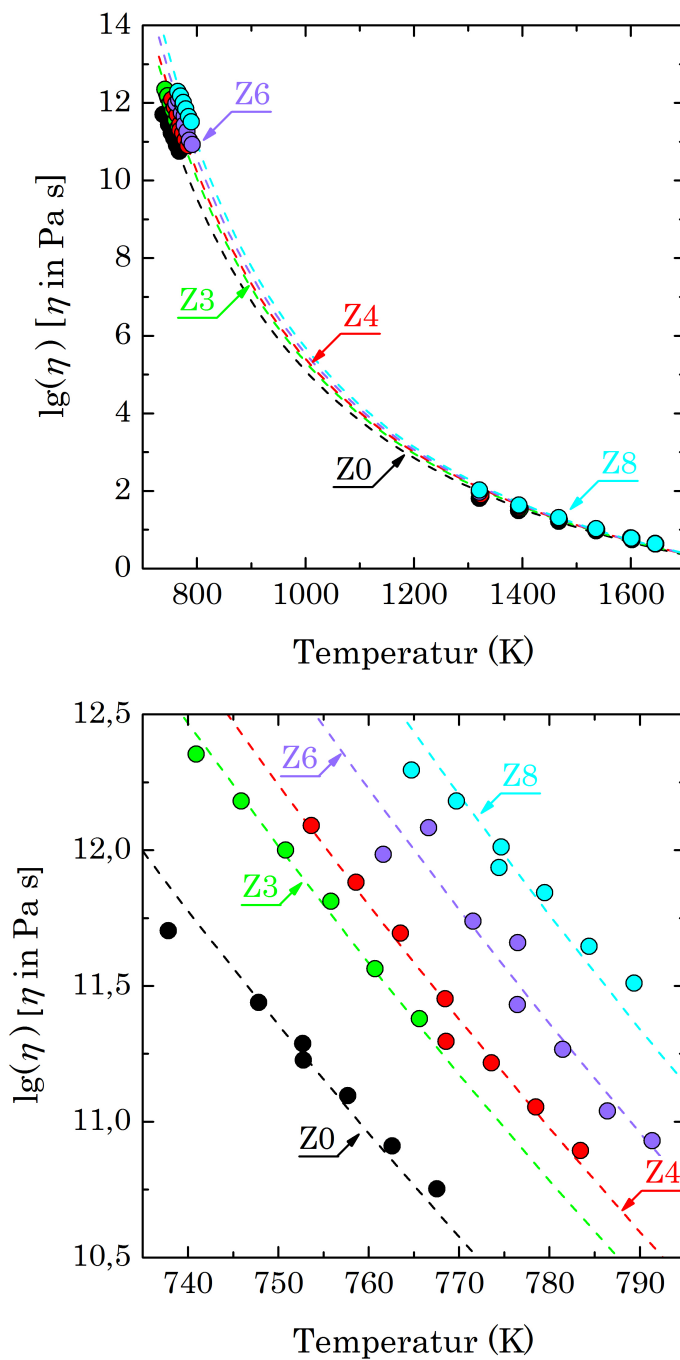 14
12
10
8
6
4
2
0
lg(η) [η in Pa s]
Z6
Z3
Z4
Z0
Z8
800 1000 1200 1400 1600
Temperatur (K)
12,5
12,0
11,5
11,0
10,5
lg(η) [η in Pa s]
Z6
Z8
Z3
Z0
Z4
740 750 760 770 780 790
Temperatur (K)